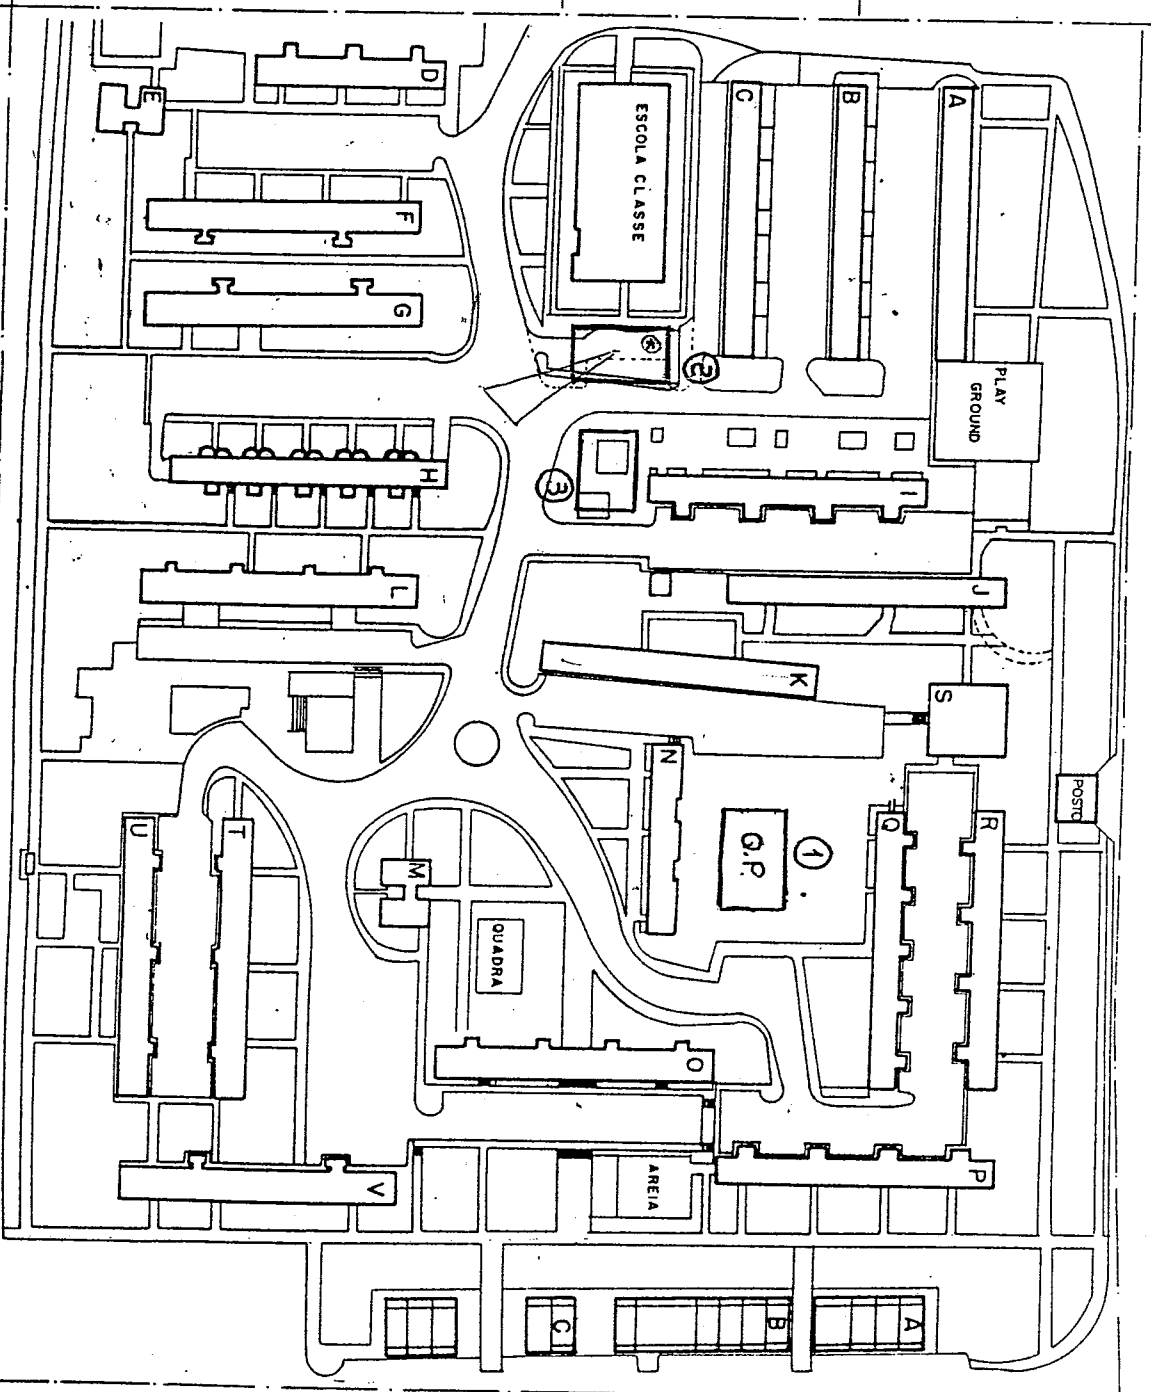 D
E
ESCOLA CLASSE
C
B
A
F
G
PLAY
GROUND
*
2
3
H
I
L
J
K
S
N
POSTO
U
T
M
Q.P.
1
Q
R
QUADRA
O
V
AREIA
P
C
B
A